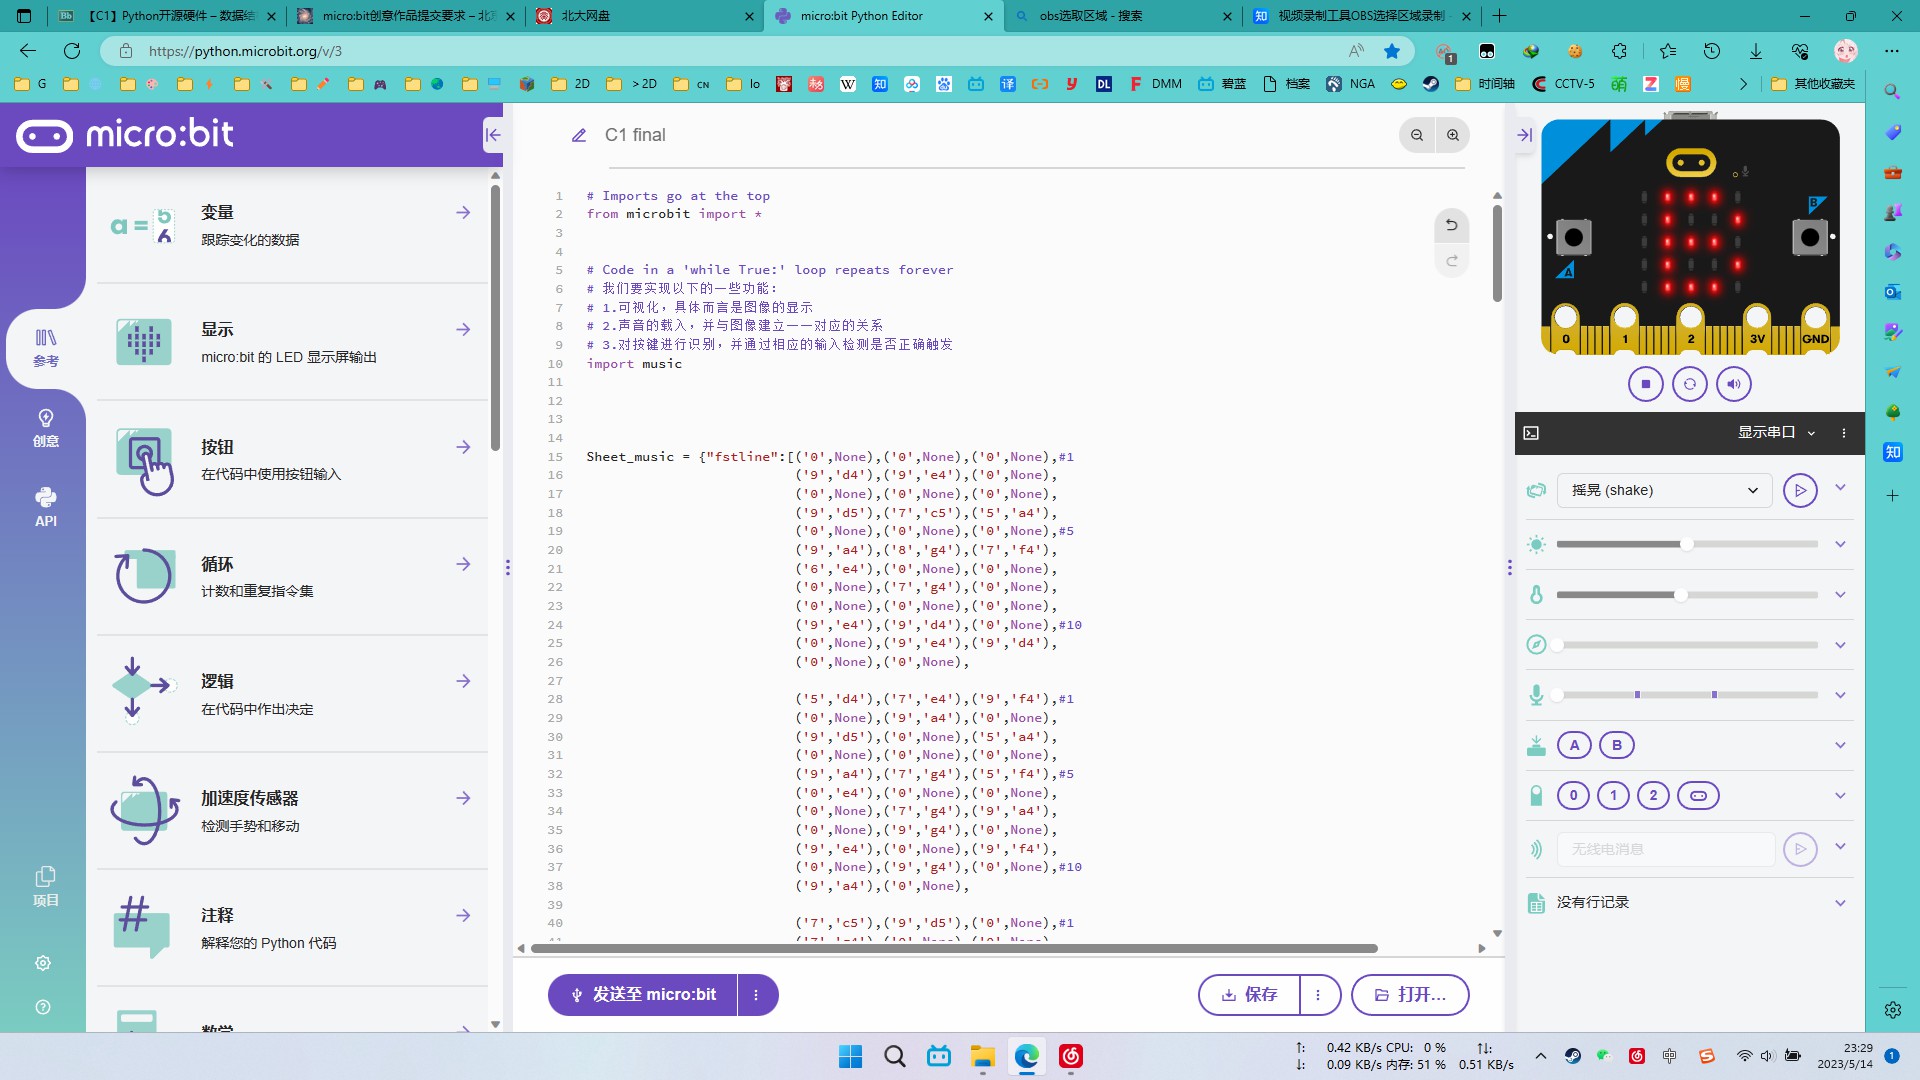 【C1】Python开源硬件 – 数据结
micro:bit创意作品提交要求 – 北京
北大网盘
micro:bit Python Editor
obs选取区域 - 搜索
视频录制工具OBS选择区域录制
https://python.microbit.org/v/3
G
2D
> 2D
CN
lo
DMM
碧蓝
档案
NGA
时间轴
CCTV-5
其他收藏夹
micro:bit
变量
跟踪变化的数据
显示
micro:bit 的 LED 显示屏输出
按钮
在代码中使用按钮输入
循环
计数和重复指令集
逻辑
在代码中作出决定
加速度传感器
检测手势和移动
注释
解释您的 Python 代码
数学
参考
创意
API
项目
C1 final
1 # Imports go at the top
2 from microbit import *
3
4
5 # Code in a 'while True:' loop repeats forever
6 # 我们要实现以下的一些功能：
7 # 1.可视化，具体而言是图像的显示
8 # 2.声音的载入，并与图像建立一一对应的关系
9 # 3.对按键进行识别，并通过相应的输入检测是否正确触发
10 import music
11
12
13
14
15 Sheet_music = {"fstline":[('0',None),('0',None),('0',None),#1
16 ('9','d4'),('9','e4'),('0',None),
17 ('0',None),('0',None),('0',None),
18 ('9','d5'),('7','c5'),('5','a4'),
19 ('0',None),('0',None),('0',None),#5
20 ('9','a4'),('8','g4'),('7','f4'),
21 ('6','e4'),('0',None),('0',None),
22 ('0',None),('7','g4'),('0',None),
23 ('0',None),('0',None),('0',None),
24 ('9','e4'),('9','d4'),('0',None),#10
25 ('0',None),('9','e4'),('9','d4'),
26 ('0',None),('0',None),
27
28 ('5','d4'),('7','e4'),('9','f4'),#1
29 ('0',None),('9','a4'),('0',None),
30 ('9','d5'),('0',None),('5','a4'),
31 ('0',None),('0',None),('0',None),
32 ('9','a4'),('7','g4'),('5','f4'),#5
33 ('0','e4'),('0',None),('0',None),
34 ('0',None),('7','g4'),('9','a4'),
35 ('0',None),('9','g4'),('0',None),
36 ('9','e4'),('0',None),('9','f4'),
37 ('0',None),('9','g4'),('0',None),#10
38 ('9','a4'),('0',None),
39
40 ('7','c5'),('9','d5'),('0',None),#1
发送至 micro:bit
保存
打开...
A
B
0 1 2 3V GND
显示串口
摇晃 (shake)
A B
0 1 2
无线电消息
没有行记录
0.42 KB/s CPU: 0 %
0.09 KB/s 内存: 51 % 0.51 KB/s
中
23:29
2023/5/14
1